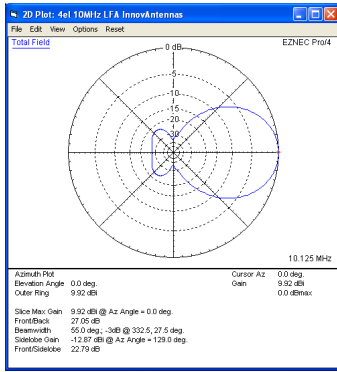 2D Plot: 4el 10MHz LFA InnovAntennas
File Edit View Options Reset
Total Field
EZNEC Pro/4
0 dB
-5
-10
-15
-20
-30
10.125 MHz
Azimuth Plot
Elevation Angle 0.0 deg.
Outer Ring 9.92 dBi
Cursor Az 0.0 deg.
Gain 9.92 dBi
0.0 dBmax
Slice Max Gain 9.92 dBi @ Az Angle = 0.0 deg.
Front/Back 27.05 dB
Beamwidth 55.0 deg.; -3dB @ 332.5, 27.5 deg.
Sidelobe Gain -12.87 dBi @ Az Angle = 129.0 deg.
Front/Sidelobe 22.79 dB